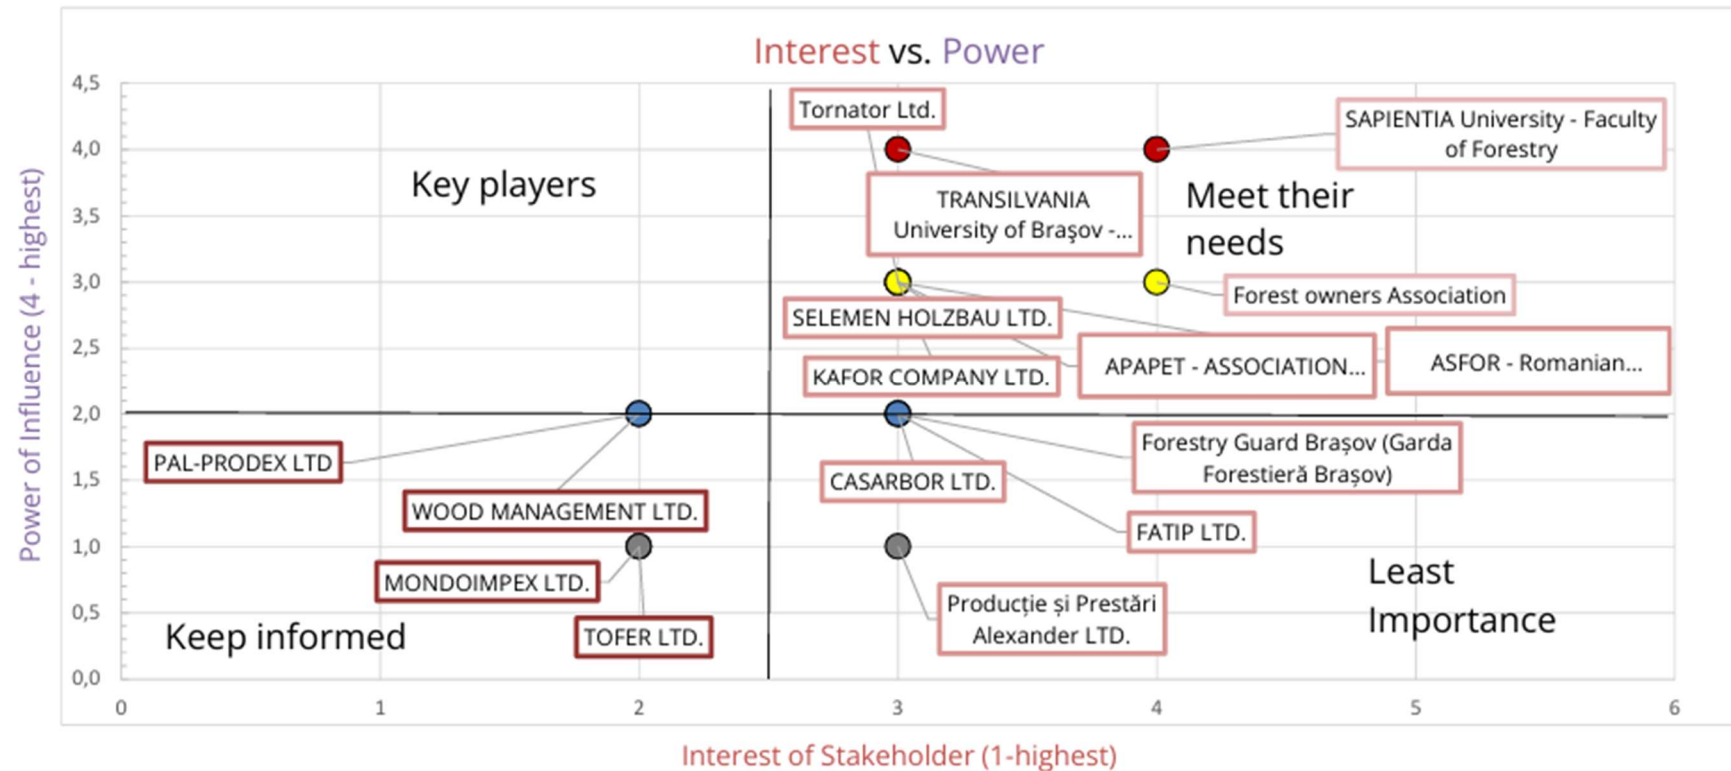 Interest vs. Power
Power of Influence (4 - highest)
4,5
4,0
3,5
3,0
2,5
2,0
1,5
1,0
0,5
0,0
Key players
Tornator Ltd.
SAPIENTIA University - Faculty
of Forestry
TRANSILVANIA
University of Braşov -...
Meet their
needs
Forest owners Association
SELEMEN HOLZBAU LTD.
KAFOR COMPANY LTD.
APAPET - ASSOCIATION...
ASFOR - Romanian...
PAL-PRODEX LTD
WOOD MANAGEMENT LTD.
MONDOIMPEX LTD.
TOFER LTD.
Keep informed
CASARBOR LTD.
Forestry Guard Brașov (Garda
Forestieră Brașov)
FATIP LTD.
Producție și Prestări
Alexander LTD.
Least
Importance
0 1 2 3 4 5 6
Interest of Stakeholder (1-highest)